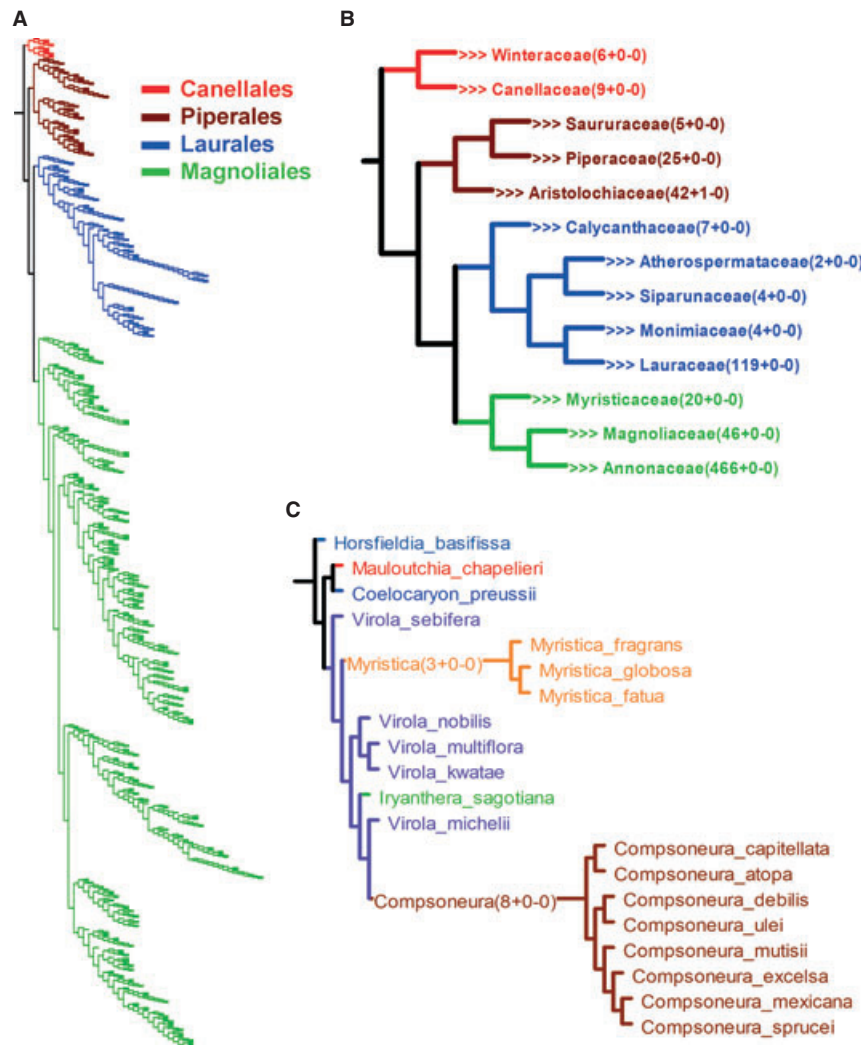 A
Canellales
Piperales
Laurales
Magnoliales
B
>>> Winteraceae(6+0-0)
>>> Canellaceae(9+0-0)
>>> Saururaceae(5+0-0)
>>> Piperaceae(25+0-0)
>>> Aristolochiaceae(42+1-0)
>>> Calycanthaceae(7+0-0)
>>> Atherospermataceae(2+0-0)
>>> Siparunaceae(4+0-0)
>>> Monimiaceae(4+0-0)
>>> Lauraceae(119+0-0)
>>> Myristicaceae(20+0-0)
>>> Magnoliaceae(46+0-0)
>>> Annonaceae(466+0-0)
C
Horsfieldia_basifissa
Mauloutchia_chapelieri
Coelocaryon_preussii
Virola_sebifera
Myristica(3+0-0)
Myristica_fragrans
Myristica_globosa
Myristica_fatua
Virola_nobilis
Virola_multiflora
Virola_kwatae
Iryanthera_sagotiana
Virola_michelii
Compsoneura(8+0-0)
Compsoneura_capitellata
Compsoneura_atopa
Compsoneura_debilis
Compsoneura_ulei
Compsoneura_mutisii
Compsoneura_excelsa
Compsoneura_mexicana
Compsoneura_sprucei